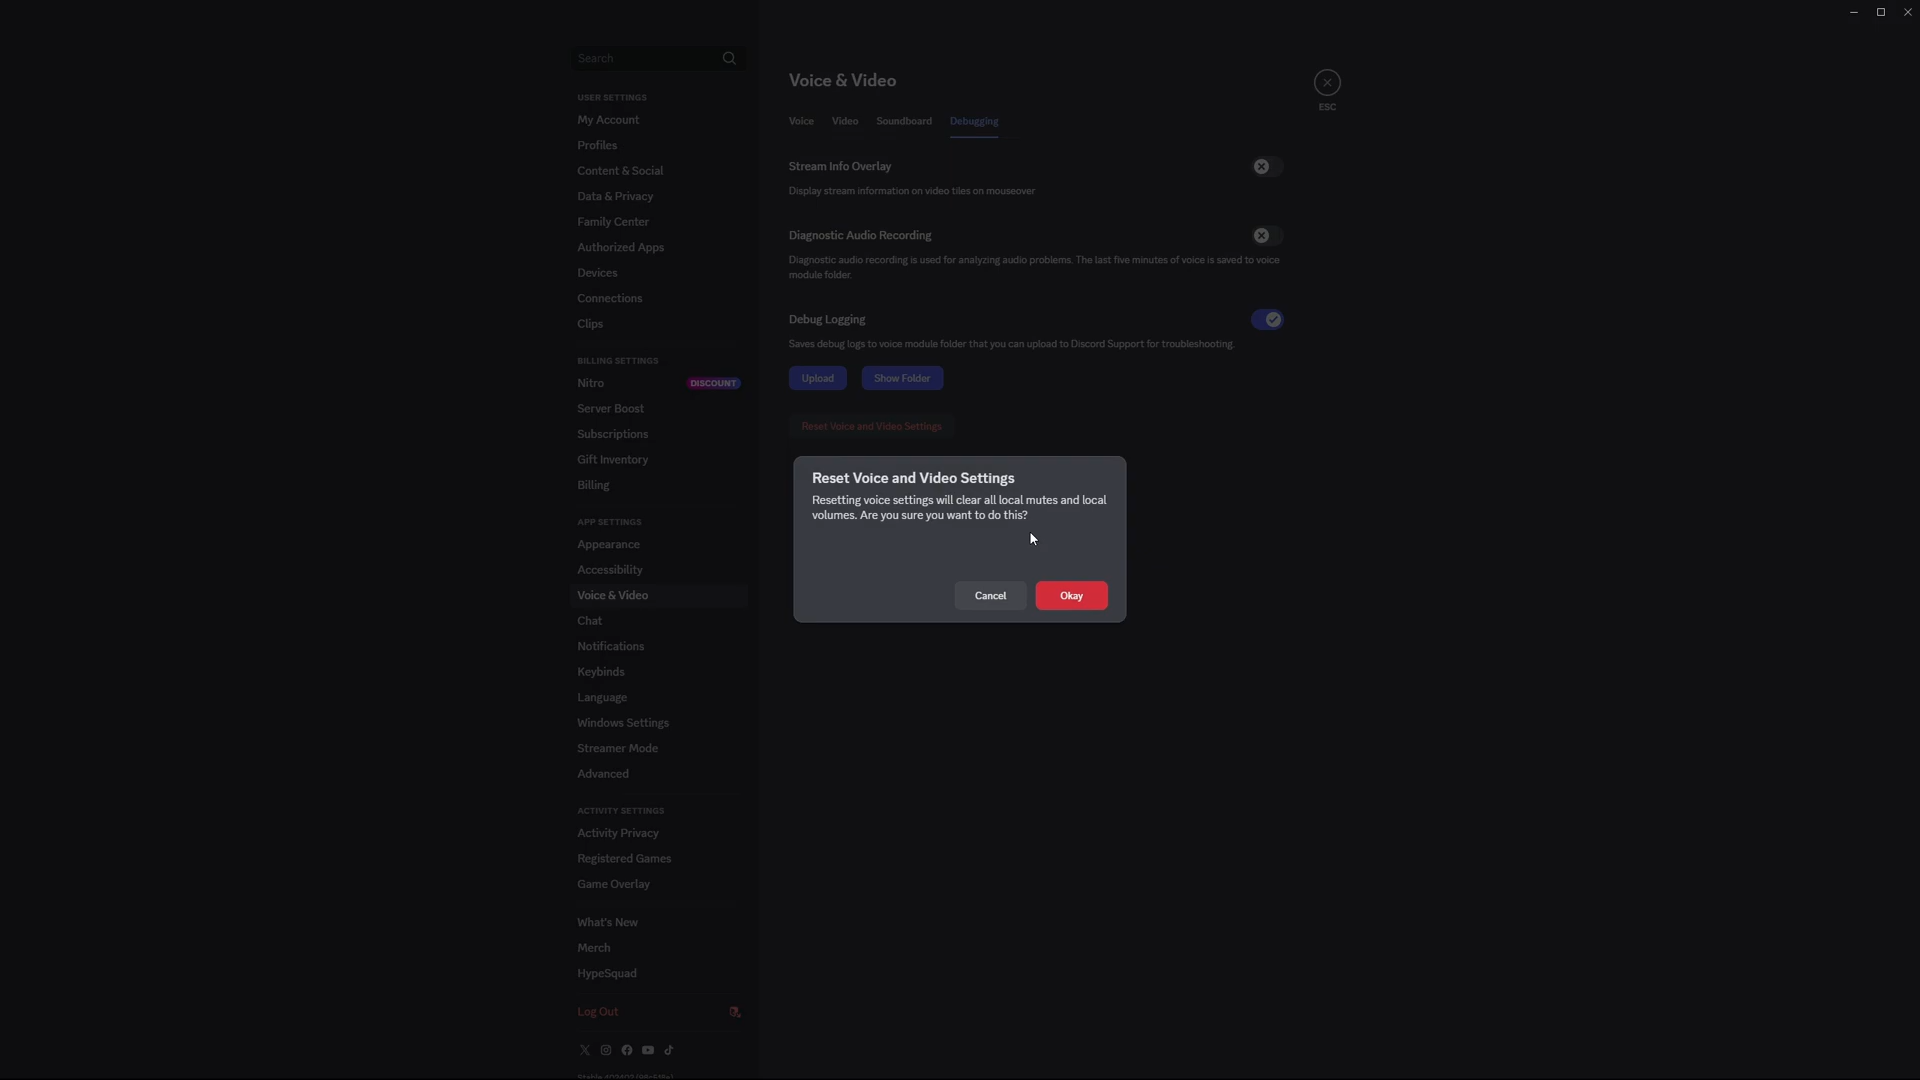 Search
USER SETTINGS
My Account
Profiles
Content & Social
Data & Privacy
Family Center
Authorized Apps
Devices
Connections
Clips
BILLING SETTINGS
Nitro DISCOUNT
Server Boost
Subscriptions
Gift Inventory
Billing
APP SETTINGS
Appearance
Accessibility
Voice & Video
Chat
Notifications
Keybinds
Language
Windows Settings
Streamer Mode
Advanced
ACTIVITY SETTINGS
Activity Privacy
Registered Games
Game Overlay
What's New
Merch
HypeSquad
Log Out
Voice & Video
ESC
Voice Video Soundboard Debugging
Stream Info Overlay
Display stream information on video tiles on mouseover
Diagnostic Audio Recording
Diagnostic audio recording is used for analyzing audio problems. The last five minutes of voice is saved to voice
module folder.
Debug Logging
Saves debug logs to voice module folder that you can upload to Discord Support for troubleshooting.
Upload Show Folder
Reset Voice and Video Settings
Reset Voice and Video Settings
Resetting voice settings will clear all local mutes and local
volumes. Are you sure you want to do this?
Cancel Okay